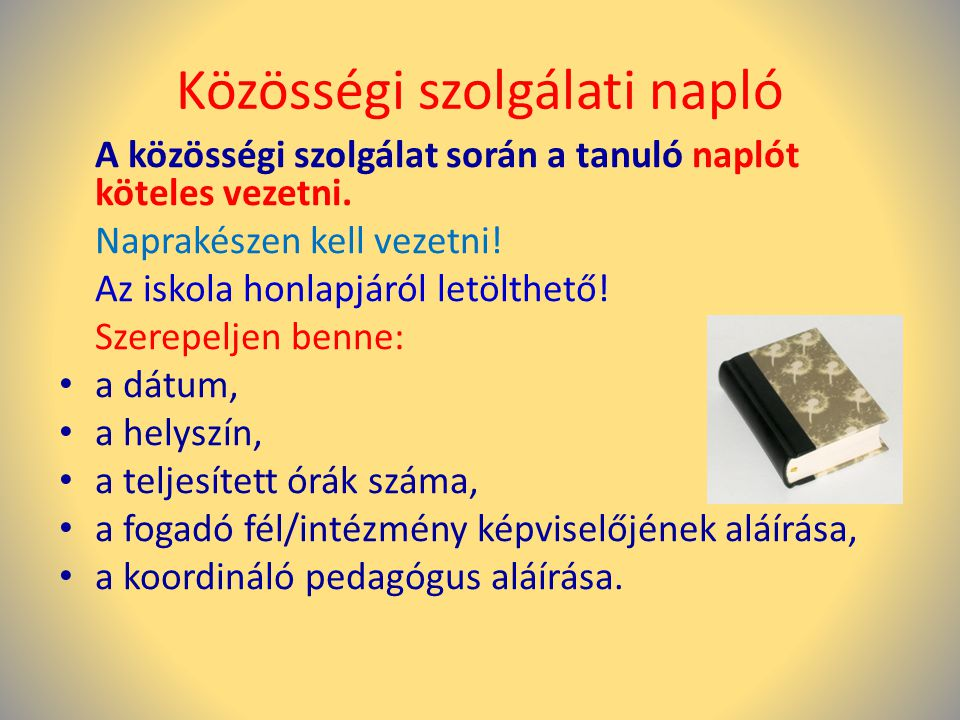 Közösségi szolgálati napló
A közösségi szolgálat során a tanuló naplót
köteles vezetni.
Naprakészen kell vezetni!
Az iskola honlapjáról letölthető!
Szerepeljen benne:
• a dátum,
• a helyszín,
• a teljesített órák száma,
• a fogadó fél/intézmény képviselőjének aláírása,
• a koordináló pedagógus aláírása.